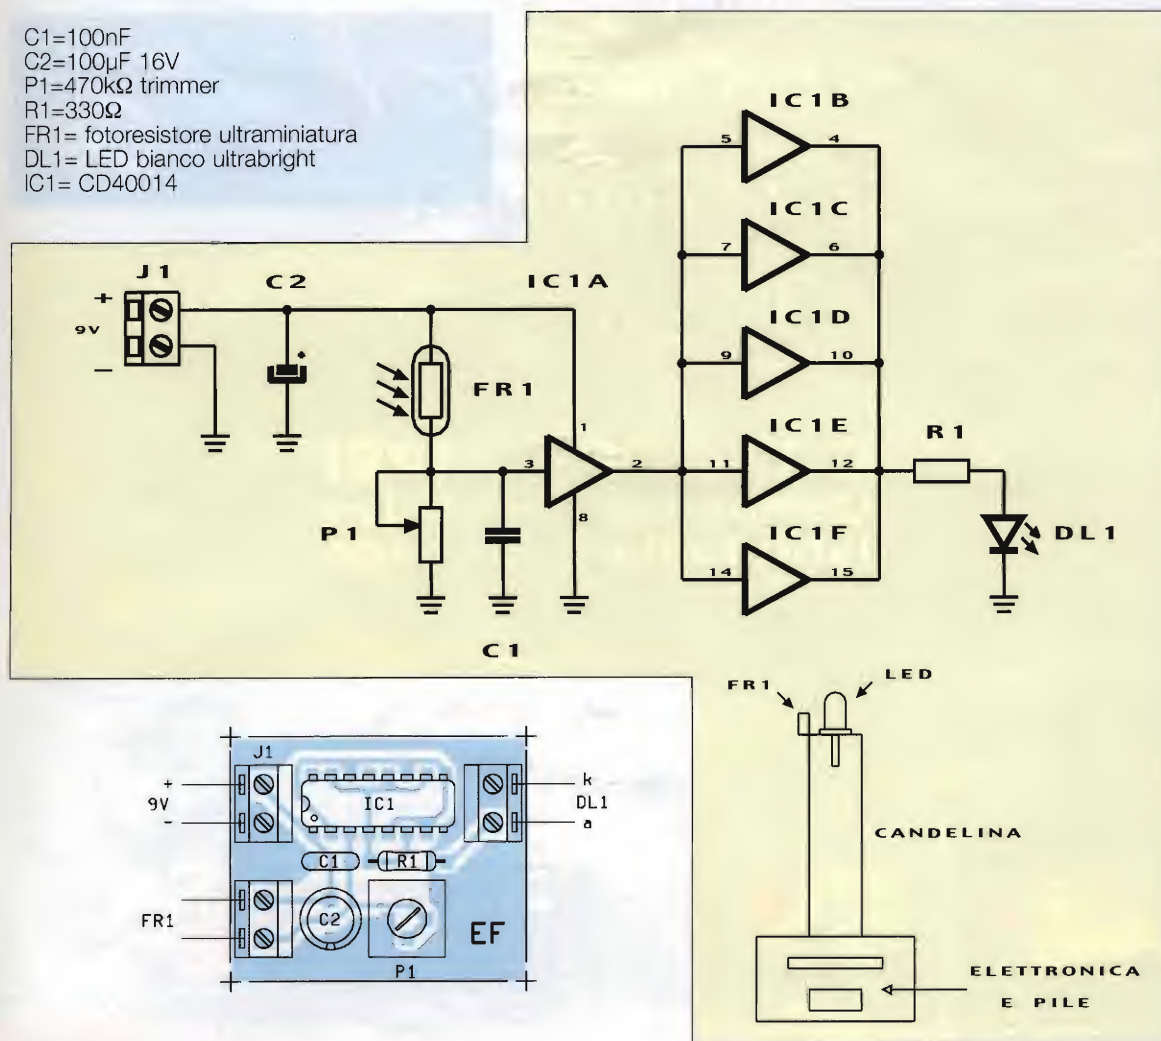 C1=100nF
C2=100µF 16V
P1=470kΩ trimmer
R1=330Ω
FR1= fotoresistore ultraminiatura
DL1= LED bianco ultrabright
IC1= CD40014
IC1B
5 4
IC1C
7 6
IC1D
9 10
IC1E
11 12
IC1F
14 15
J1
+
9V
–
C2
+
IC1A
FR1
1
3 2
8
P1
C1
R1
DL1
FR1
LED
CANDELINA
ELETTRONICA
E PILE
J1
+
9V
-
IC1
k
DL1
a
C1
R1
FR1
C2
P1
EF